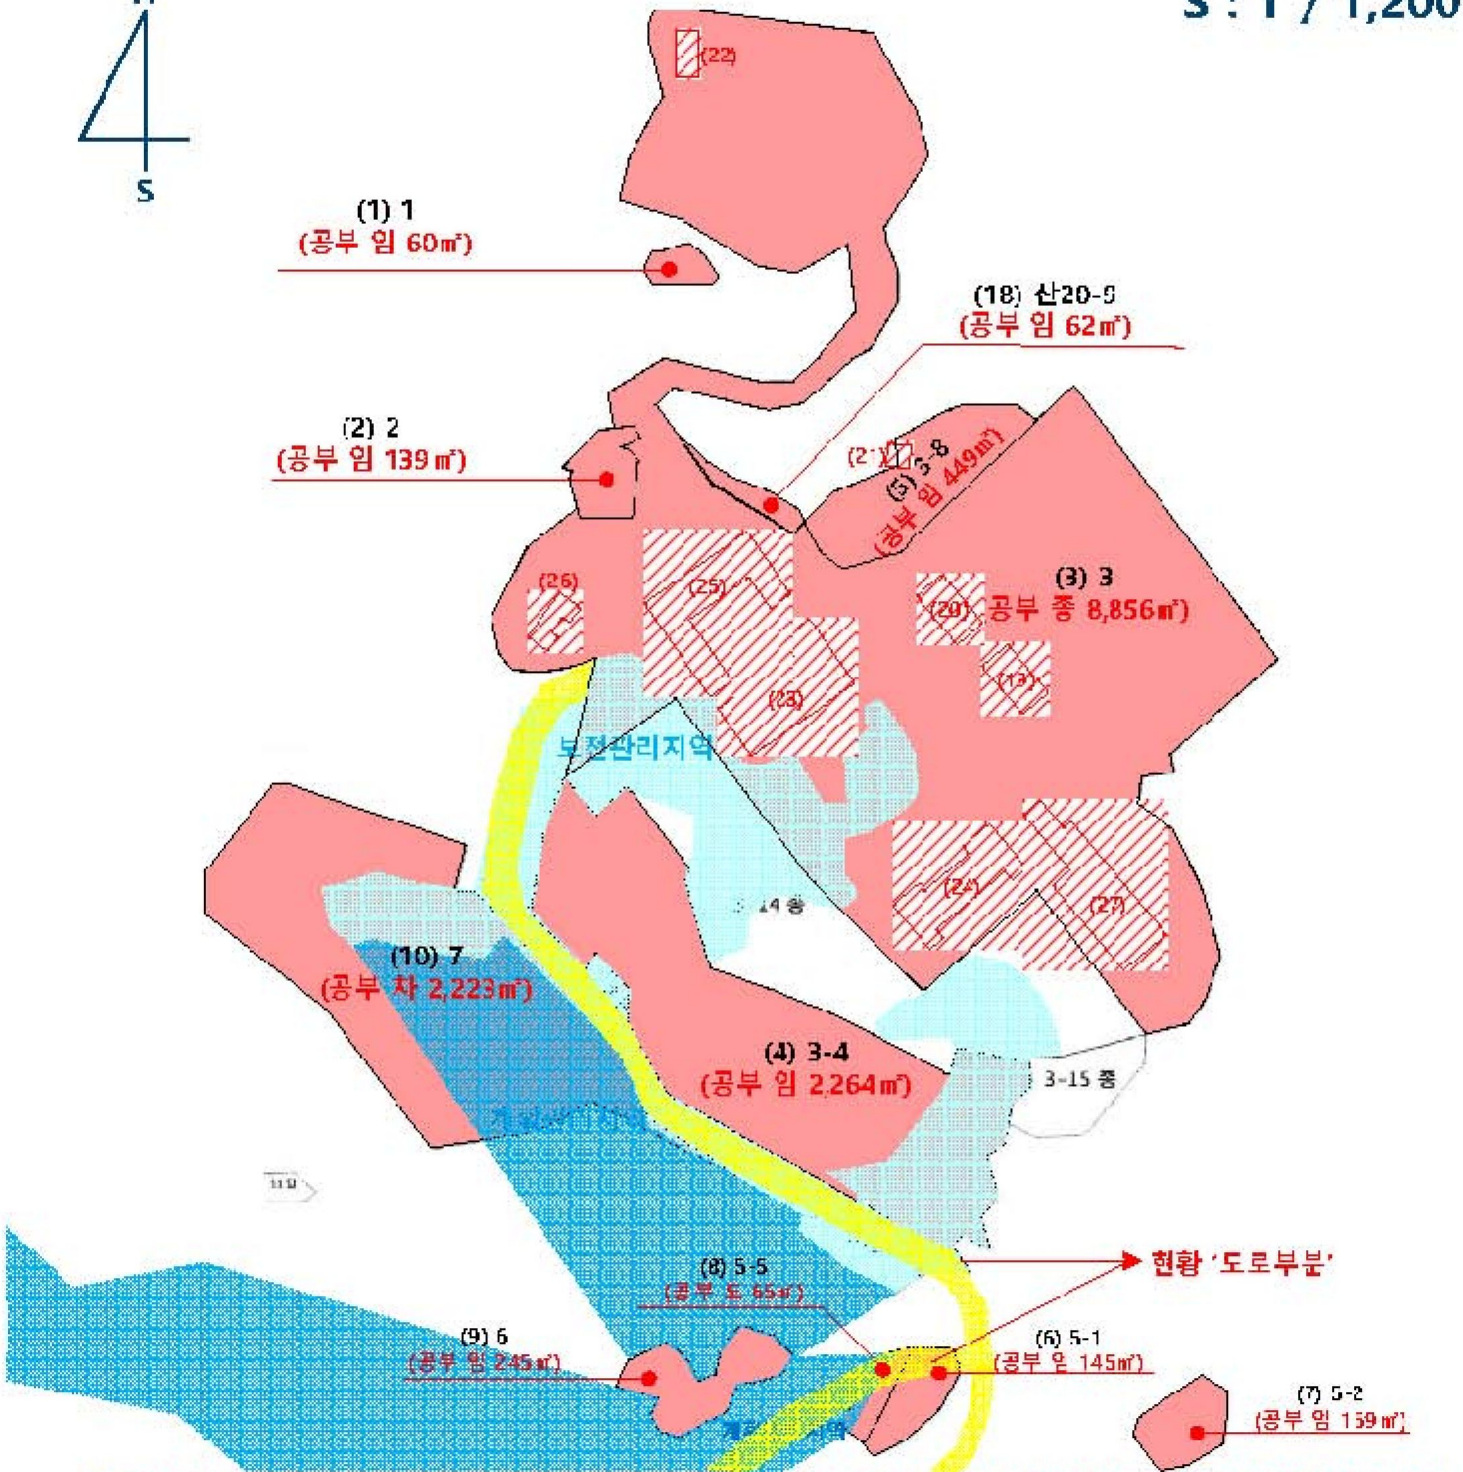 S : 1 / 1,200
S
(22)
(1) 1
(공부 임 60㎡)
(18) 산20-9
(공부 임 62㎡)
(2) 2
(공부 임 139㎡)
(21)
(5) 3-8
(공부 임 449㎡)
(26)
(25)
(20)
(3) 3
공부 종 8,856㎡)
(19)
(23)
보전관리지역
(24)
(27)
14 종
(10) 7
(공부 차 2,223㎡)
(4) 3-4
(공부 임 2,264㎡)
3-15 종
현황 '도로부분'
(8) 5-5
(공부 도 65㎡)
(9) 6
(공부 임 245㎡)
(6) 5-1
(공부 임 145㎡)
(7) 5-2
(공부 임 159㎡)